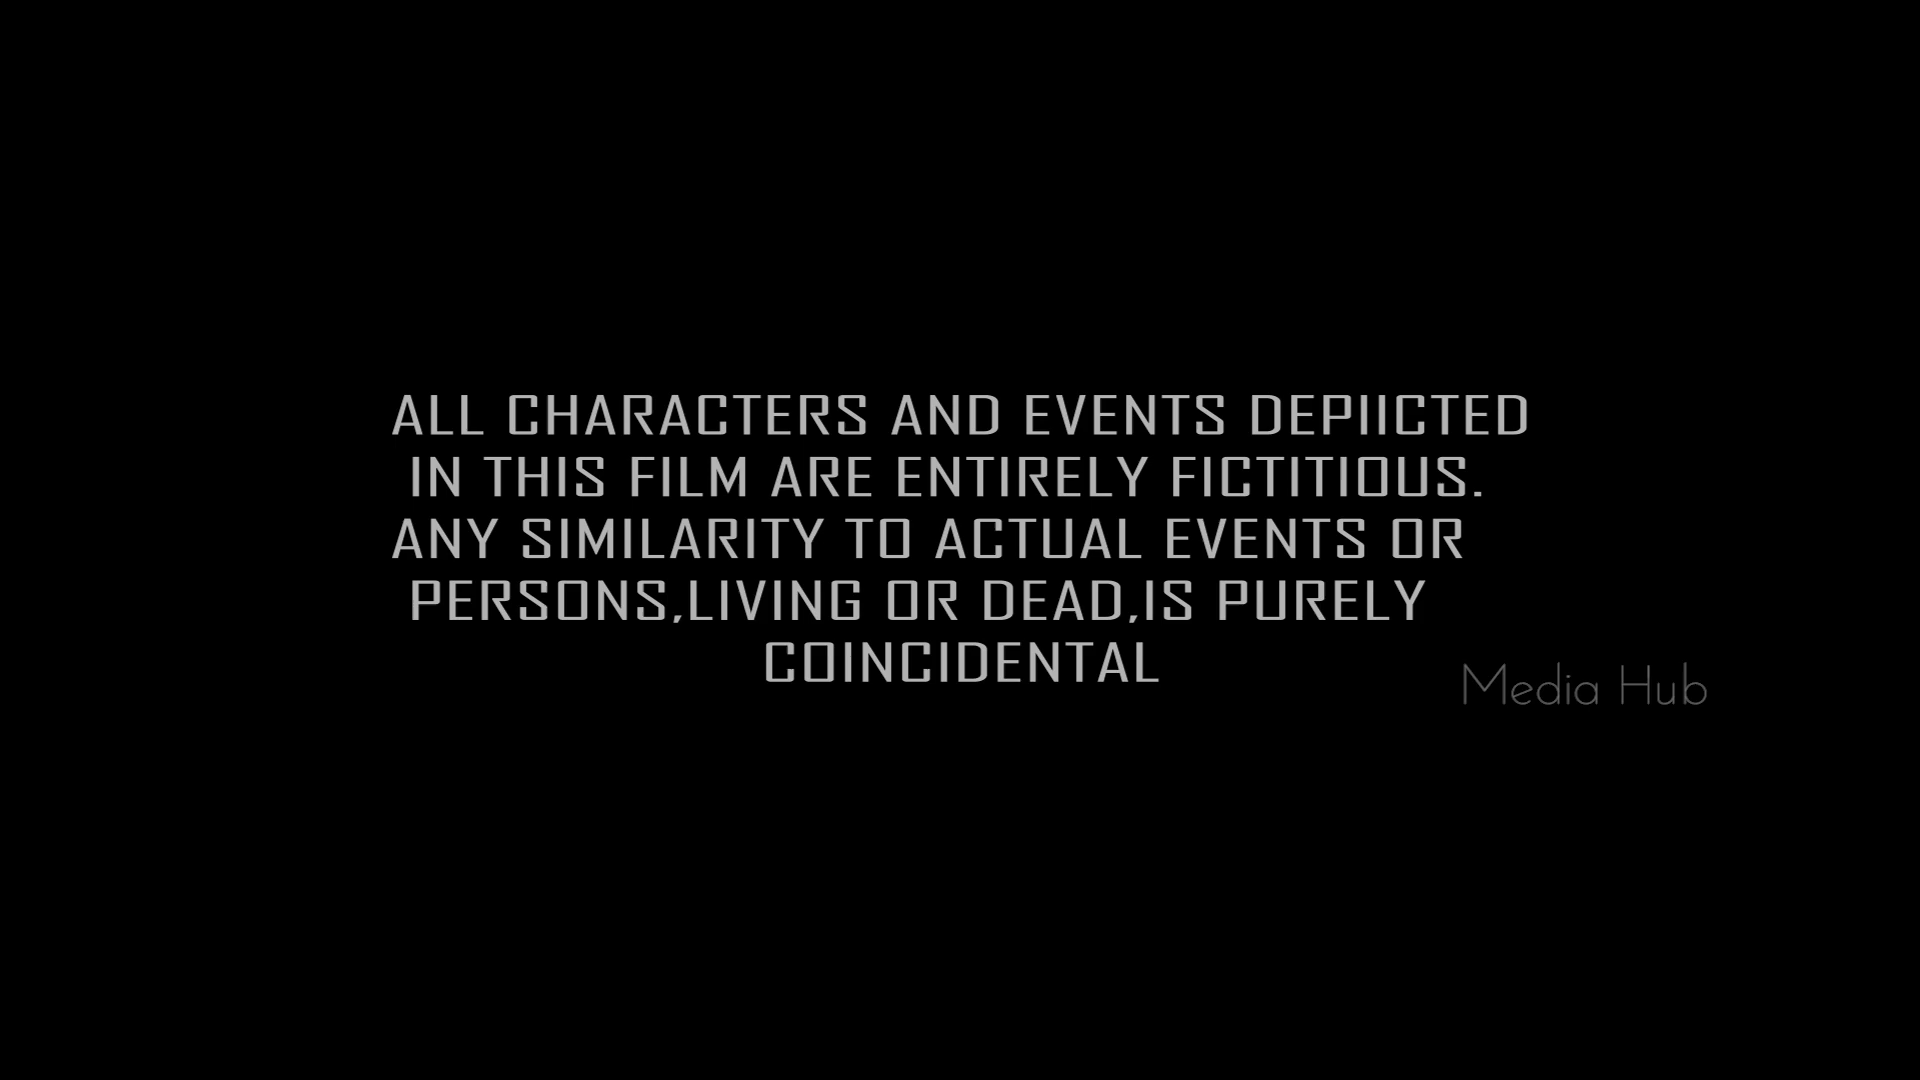 ALL CHARACTERS AND EVENTS DEPIICTED
IN THIS FILM ARE ENTIRELY FICTITIOUS.
ANY SIMILARITY TO ACTUAL EVENTS OR
PERSONS,LIVING OR DEAD,IS PURELY
COINCIDENTAL
Media Hub